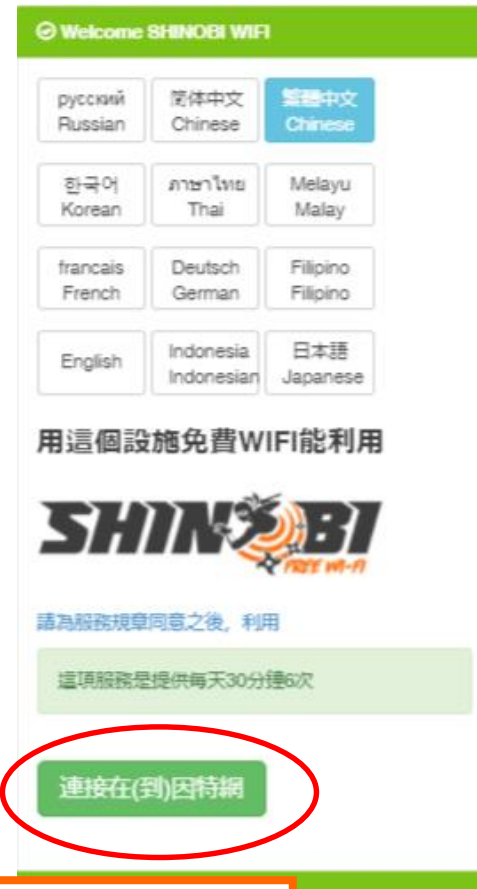 Welcome SHINOBI WIFI
русский 简体中文 繁體中文
Russian Chinese Chinese
한국어 ภาษาไทย Melayu
Korean Thai Malay
francais Deutsch Filipino
French German Filipino
English Indonesia 日本語
Indonesian Japanese
用這個設施免費WIFI能利用
SHINOBI
FREE WI-FI
請為服務規章同意之後，利用
這項服務是提供每天30分鐘6次
連接在(到)因特網